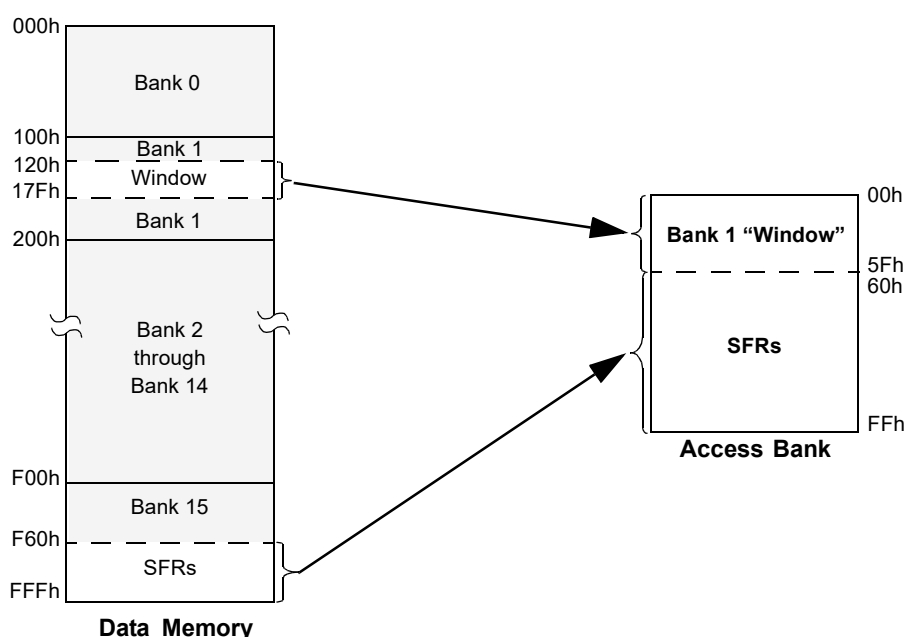 000h
Bank 0
100h
Bank 1
120h
Window
17Fh
Bank 1
200h
Bank 2
through
Bank 14
F00h
Bank 15
F60h
SFRs
FFFh
Data Memory
00h
Bank 1 “Window”
5Fh
60h
SFRs
FFh
Access Bank